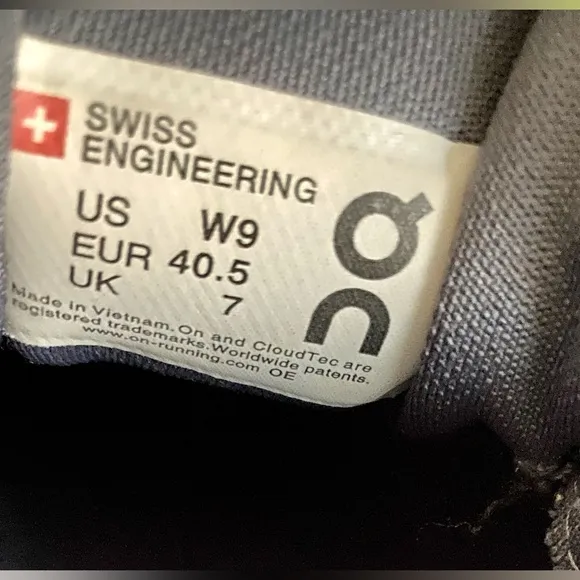 SWISS
ENGINEERING
US W9
EUR 40.5
UK 7
Made in Vietnam. On and CloudTec are
registered trademarks. Worldwide patents.
www.on-running.com OE
On